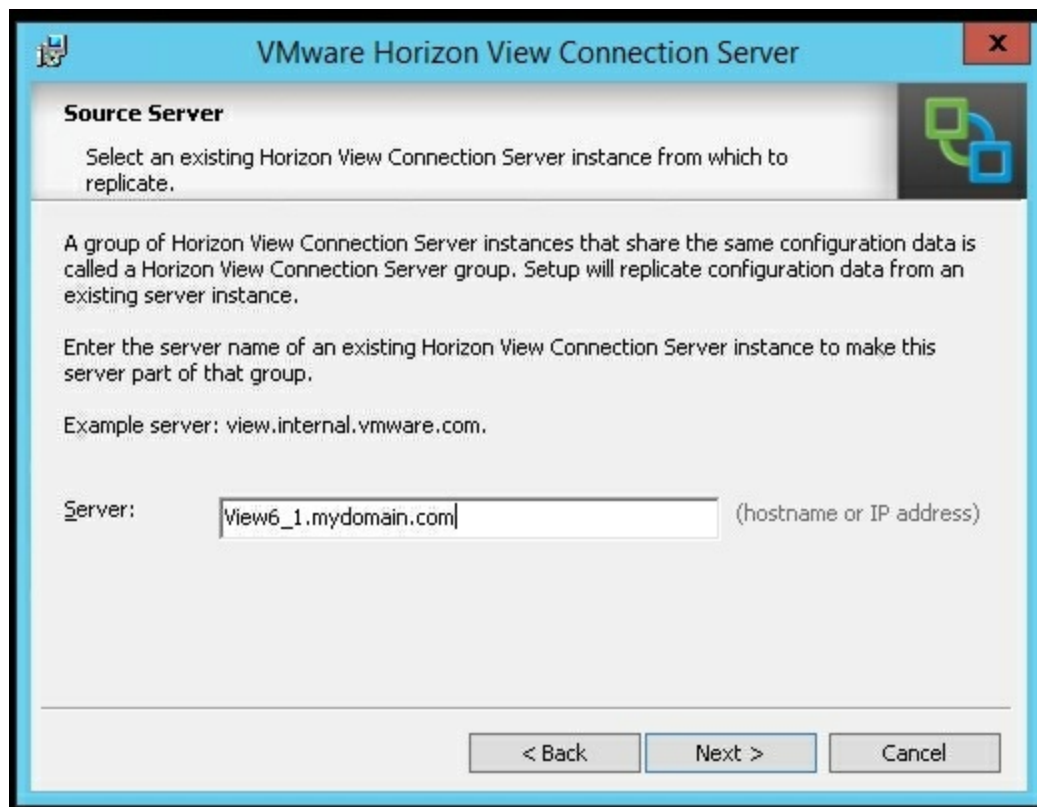 VMware Horizon View Connection Server
x
Source Server
Select an existing Horizon View Connection Server instance from which to
replicate.
A group of Horizon View Connection Server instances that share the same configuration data is
called a Horizon View Connection Server group. Setup will replicate configuration data from an
existing server instance.
Enter the server name of an existing Horizon View Connection Server instance to make this
server part of that group.
Example server: view.internal.vmware.com.
Server: View6_1.mydomain.com (hostname or IP address)
< Back Next > Cancel